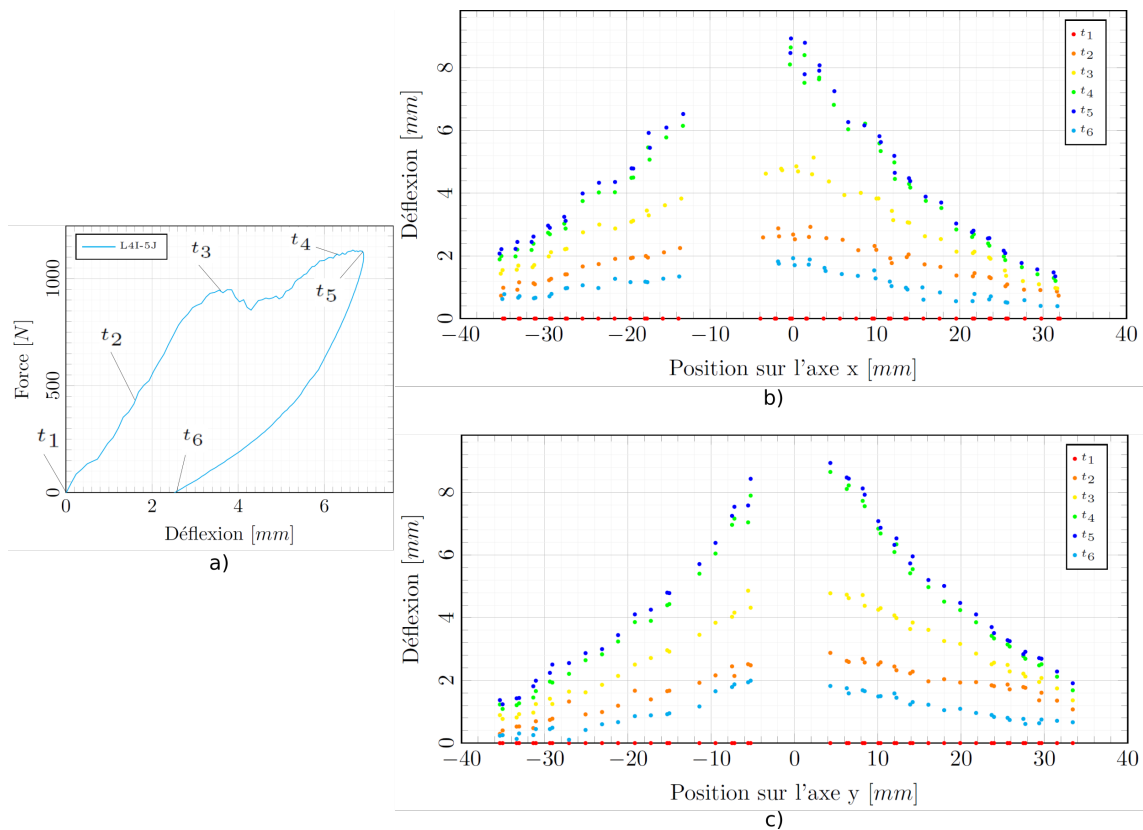 L4I-5J
t1
t2
t3
t4
t5
t6
0
500
1000
Force [N]
0
2
4
6
Déflexion [mm]
a)
Déflexion [mm]
0
2
4
6
8
t1
t2
t3
t4
t5
t6
−40
−30
−20
−10
0
10
20
30
40
Position sur l'axe x [mm]
b)
Déflexion [mm]
0
2
4
6
8
t1
t2
t3
t4
t5
t6
−40
−30
−20
−10
0
10
20
30
40
Position sur l'axe y [mm]
c)